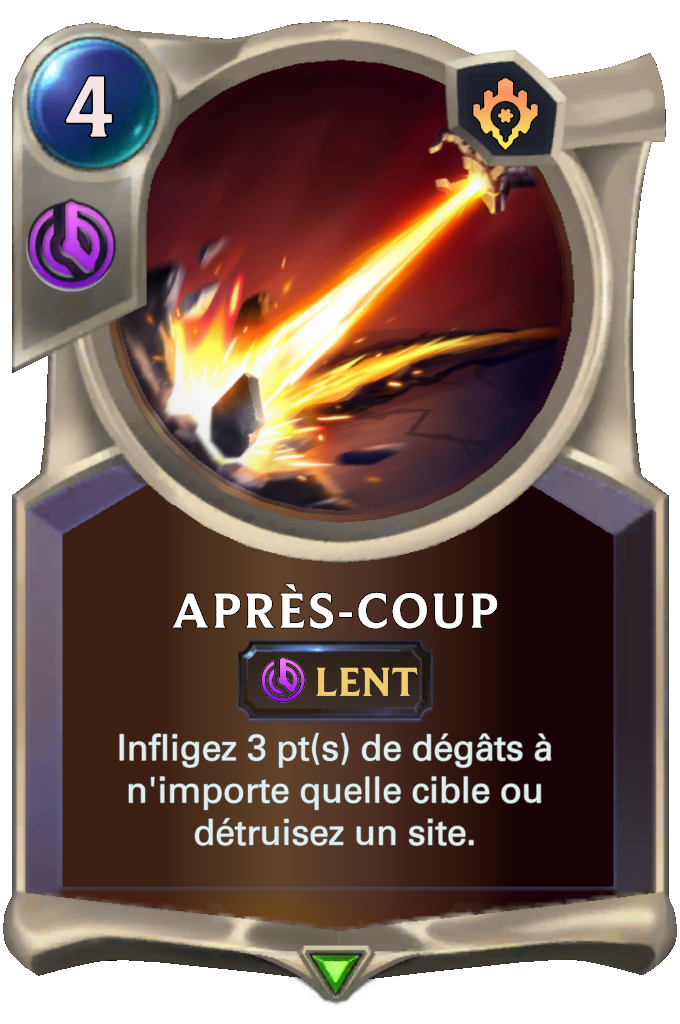 4
APRÈS-COUP
LENT
Infligez 3 pt(s) de dégâts à
n'importe quelle cible ou
détruisez un site.